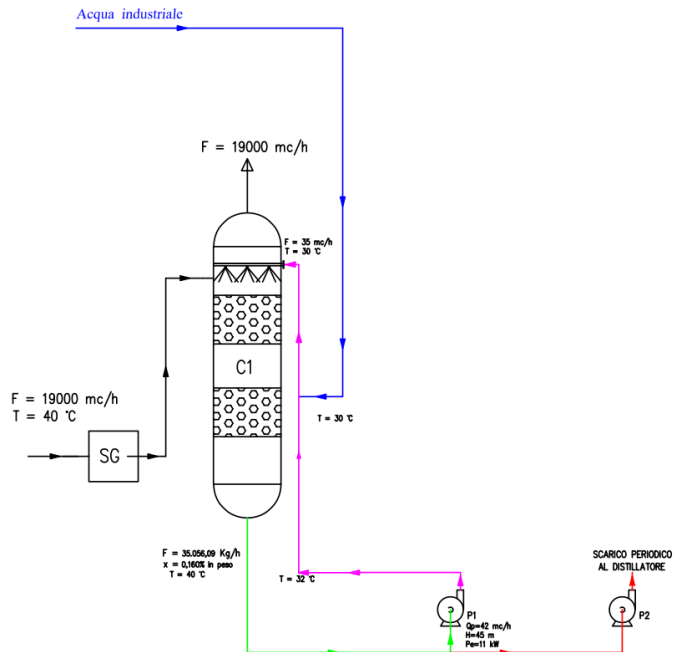 Acqua industriale
F = 19000 mc/h
F = 35 mc/h
T = 30 °C
C1
F = 19000 mc/h
T = 40 °C
T = 30 °C
SG
F = 35.056,09 Kg/h
x = 0,160% in peso
T = 40 °C
T = 32 °C
SCARICO PERIODICO
AL DISTILLATORE
P1
Qp=42 mc/h
H=45 m
Pe=11 kW
P2